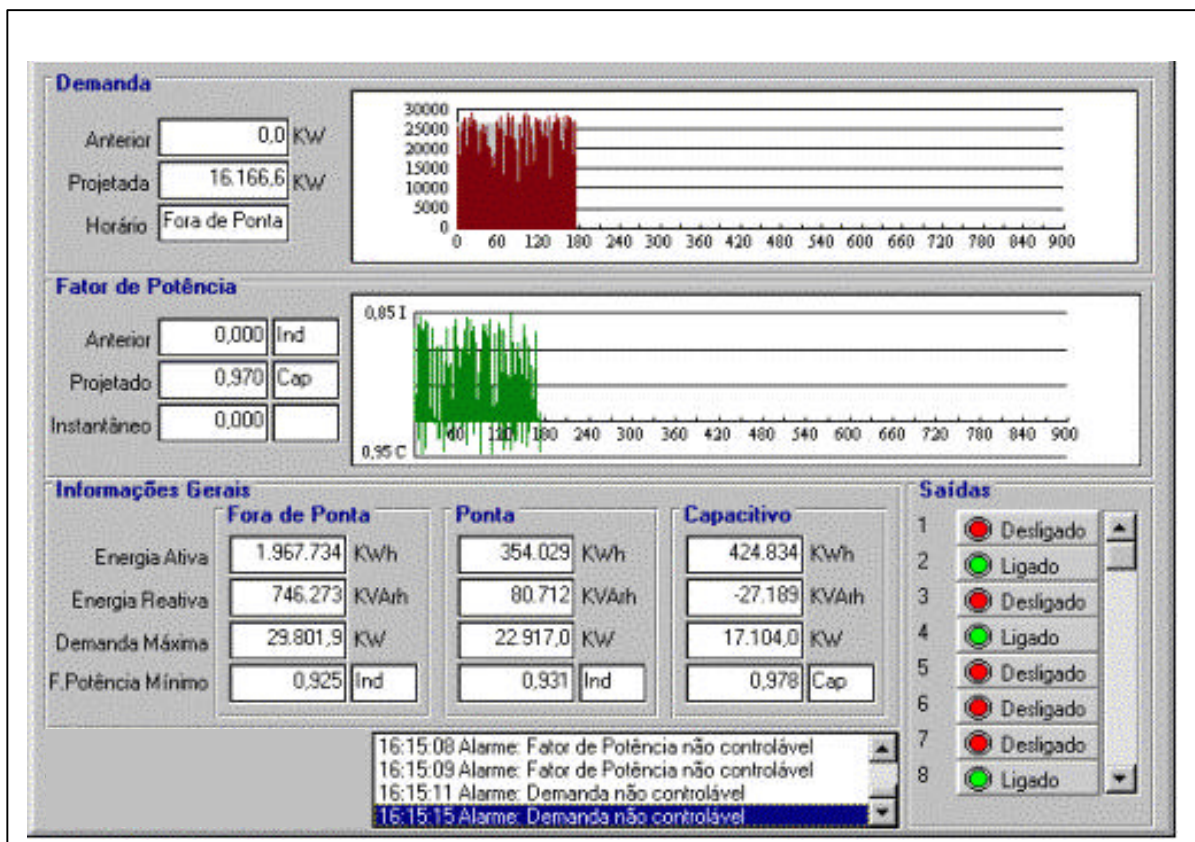 Demanda
Anterior 0,0 KW
Projetada 16.166,6 KW
Horário Fora de Ponta
30000
25000
20000
15000
10000
5000
0
0 60 120 180 240 300 360 420 480 540 600 660 720 780 840 900
Fator de Potência
Anterior 0,000 Ind
Projetado 0,970 Cap
Instantâneo 0,000
0,85 I
60 120 180 240 300 360 420 480 540 600 660 720 780 840 900
0,95 C
Informações Gerais
Fora de Ponta Ponta Capacitivo
Energia Ativa 1.967.734 KWh 354.029 KWh 424.834 KWh
Energia Reativa 746.273 KVArh 80.712 KVArh -27.189 KVArh
Demanda Máxima 29.801,9 KW 22.917,0 KW 17.104,0 KW
F.Potência Mínimo 0,925 Ind 0,931 Ind 0,978 Cap
Saídas
1 Desligado
2 Ligado
3 Desligado
4 Ligado
5 Desligado
6 Desligado
7 Desligado
8 Ligado
16:15:08 Alarme: Fator de Potência não controlável
16:15:09 Alarme: Fator de Potência não controlável
16:15:11 Alarme: Demanda não controlável
16:15:15 Alarme: Demanda não controlável